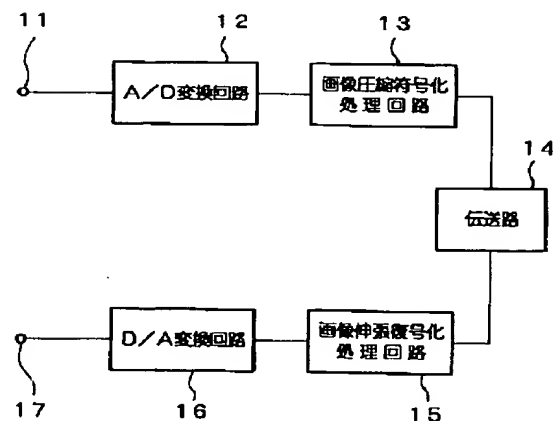 11
12
13
A/D変換回路
画像圧縮符号化
処理回路
14
伝送路
D/A変換回路
画像伸張復号化
処理回路
17
16
15